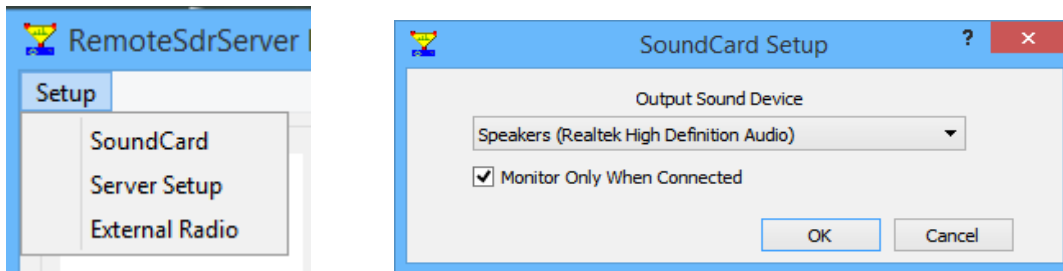 RemoteSdrServer
Setup
SoundCard
Server Setup
External Radio
SoundCard Setup
?
Output Sound Device
Speakers (Realtek High Definition Audio)
Monitor Only When Connected
OK
Cancel